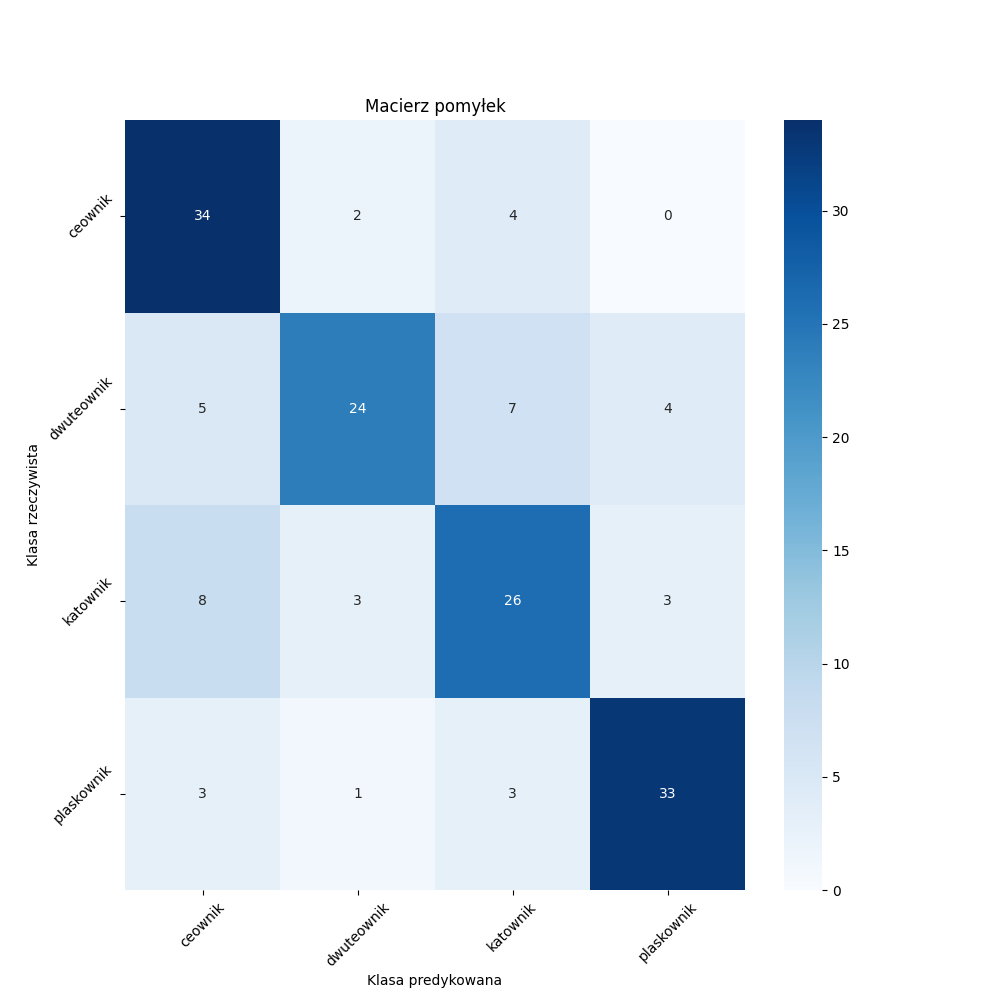 Macierz pomyłek
ceownik 34 2 4 0
dwuteownik 5 24 7 4
katownik 8 3 26 3
plaskownik 3 1 3 33
ceownik dwuteownik katownik plaskownik
Klasa predykowana
Klasa rzeczywista
30
25
20
15
10
5
0